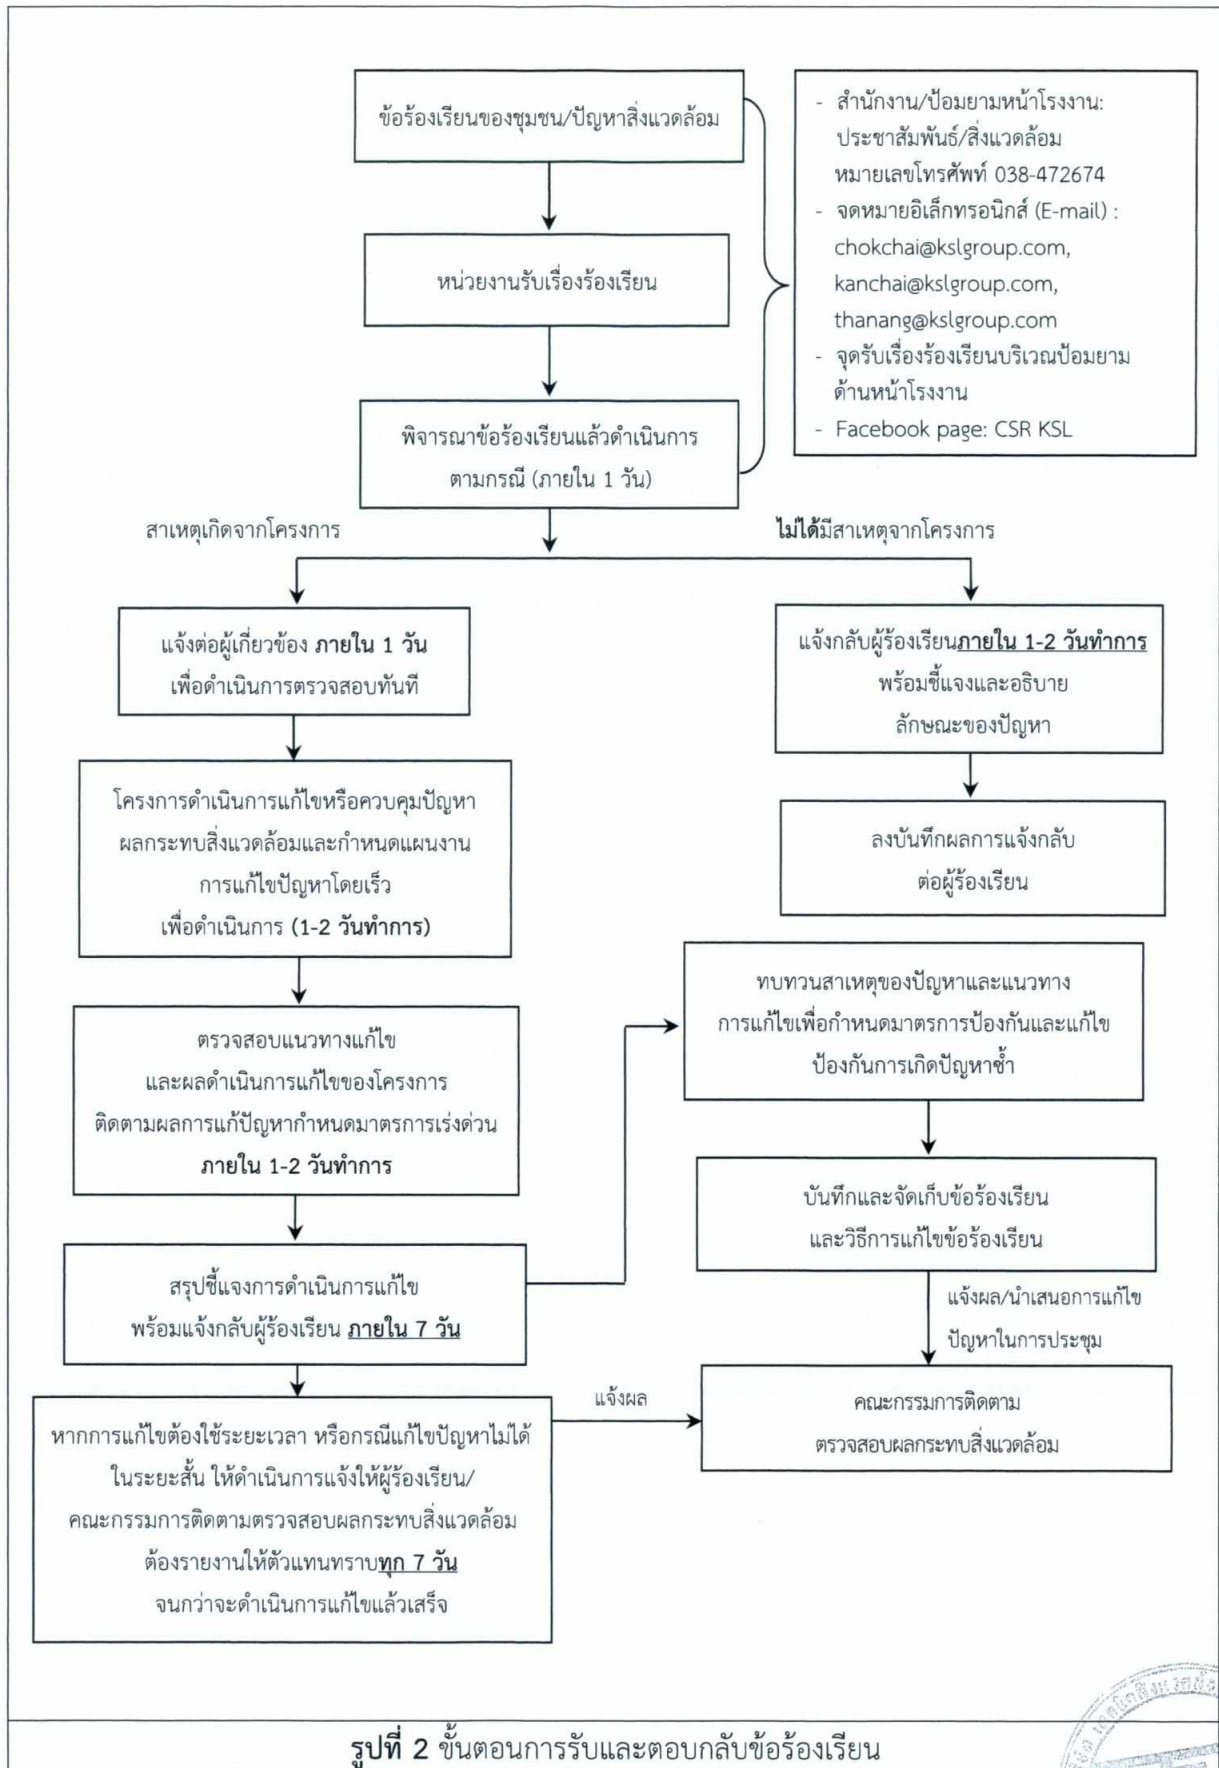 ข้อร้องเรียนของชุมชน/ปัญหาสิ่งแวดล้อม
- สำนักงาน/ป้อมยามหน้าโรงงาน:
ประชาสัมพันธ์/สิ่งแวดล้อม
หมายเลขโทรศัพท์ 038-472674
- จดหมายอิเล็กทรอนิกส์ (E-mail) :
chokchai@kslgroup.com,
kanchai@kslgroup.com,
thanang@kslgroup.com
- จุดรับเรื่องร้องเรียนบริเวณป้อมยาม
ด้านหน้าโรงงาน
- Facebook page: CSR KSL
หน่วยงานรับเรื่องร้องเรียน
พิจารณาข้อร้องเรียนแล้วดำเนินการ
ตามกรณี (ภายใน 1 วัน)
สาเหตุเกิดจากโครงการ
ไม่ได้มีสาเหตุจากโครงการ
แจ้งต่อผู้เกี่ยวข้อง ภายใน 1 วัน
เพื่อดำเนินการตรวจสอบทันที
แจ้งกลับผู้ร้องเรียนภายใน 1-2 วันทำการ
พร้อมชี้แจงและอธิบาย
ลักษณะของปัญหา
โครงการดำเนินการแก้ไขหรือควบคุมปัญหา
ผลกระทบสิ่งแวดล้อมและกำหนดแผนงาน
การแก้ไขปัญหาโดยเร็ว
เพื่อดำเนินการ (1-2 วันทำการ)
ลงบันทึกผลการแจ้งกลับ
ต่อผู้ร้องเรียน
ตรวจสอบแนวทางแก้ไข
และผลดำเนินการแก้ไขของโครงการ
ติดตามผลการแก้ปัญหากำหนดมาตรการเร่งด่วน
ภายใน 1-2 วันทำการ
ทบทวนสาเหตุของปัญหาและแนวทาง
การแก้ไขเพื่อกำหนดมาตรการป้องกันและแก้ไข
ป้องกันการเกิดปัญหาซ้ำ
บันทึกและจัดเก็บข้อร้องเรียน
และวิธีการแก้ไขข้อร้องเรียน
สรุปชี้แจงการดำเนินการแก้ไข
พร้อมแจ้งกลับผู้ร้องเรียน ภายใน 7 วัน
แจ้งผล/นำเสนอการแก้ไข
ปัญหาในการประชุม
หากการแก้ไขต้องใช้ระยะเวลา หรือกรณีแก้ไขปัญหาไม่ได้
ในระยะสั้น ให้ดำเนินการแจ้งให้ผู้ร้องเรียน/
คณะกรรมการติดตามตรวจสอบผลกระทบสิ่งแวดล้อม
ต้องรายงานให้ตัวแทนทราบทุก 7 วัน
จนกว่าจะดำเนินการแก้ไขแล้วเสร็จ
แจ้งผล
คณะกรรมการติดตาม
ตรวจสอบผลกระทบสิ่งแวดล้อม
รูปที่ 2 ขั้นตอนการรับและตอบกลับข้อร้องเรียน